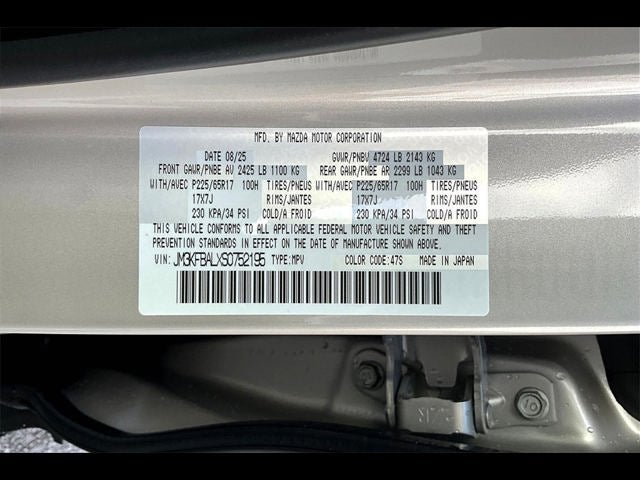 MFD. BY MAZDA MOTOR CORPORATION
DATE 08/25 GVWR/PNBV 4724 LB 2143 KG
FRONT GAWR/PNBE AV 2425 LB 1100 KG REAR GAWR/PNBE AR 2299 LB 1043 KG
WITH/AVEC P225/65R17 100H TIRES/PNEUS WITH/AVEC P225/65R17 100H TIRES/PNEUS
17X7J RIMS/JANTES 17X7J RIMS/JANTES
230 KPA/34 PSI COLD/A FROID 230 KPA/34 PSI COLD/A FROID
THIS VEHICLE CONFORMS TO ALL APPLICABLE FEDERAL MOTOR VEHICLE SAFETY AND THEFT
PREVENTION STANDARDS IN EFFECT ON THE DATE OF MANUFACTURE SHOWN ABOVE.
VIN: JM3KFBALXS0752195 TYPE:MPV COLOR CODE:47S MADE IN JAPAN